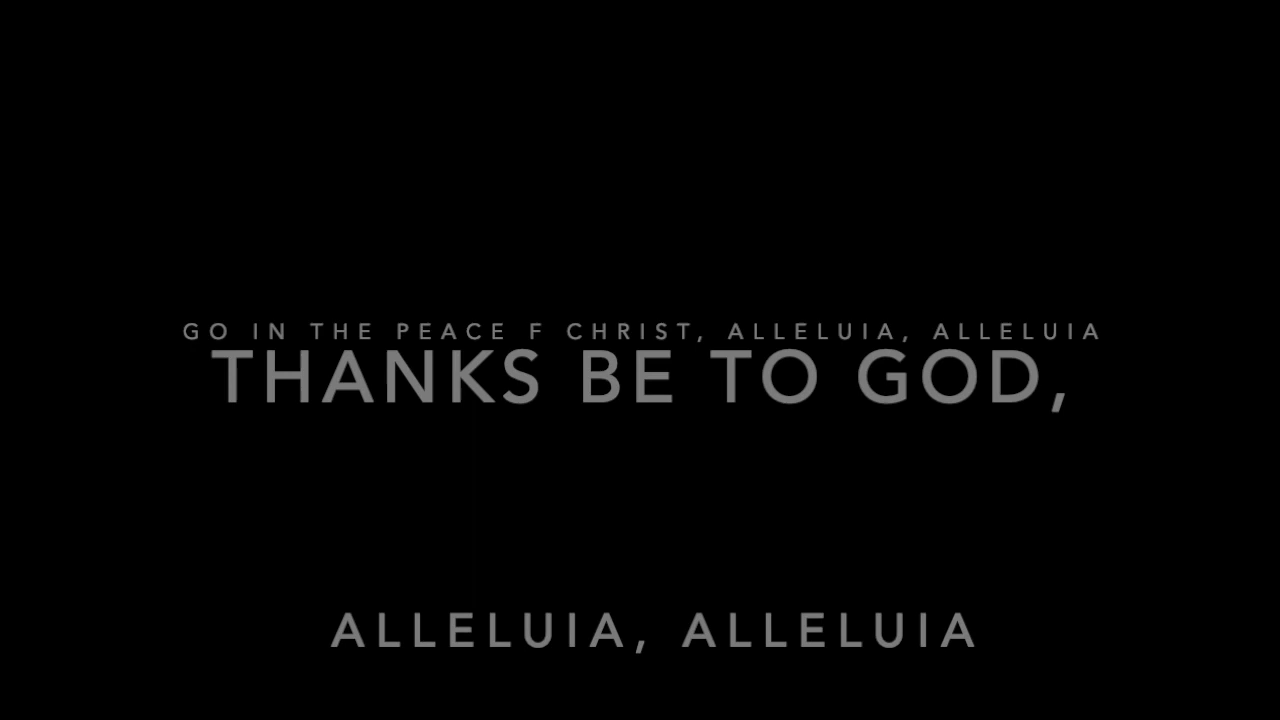 GO IN THE PEACE F CHRIST, ALLELUIA, ALLELUIA
THANKS BE TO GOD,
ALLELUIA, ALLELUIA